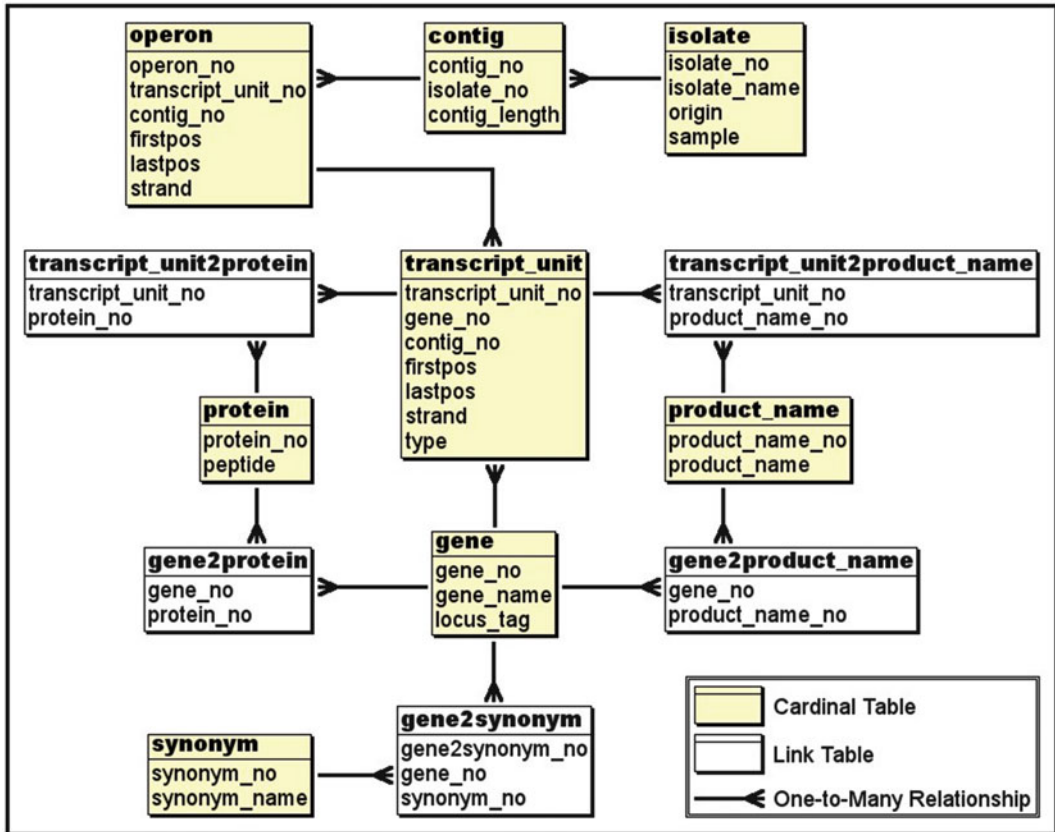 operon
operon_no
transcript_unit_no
contig_no
firstpos
lastpos
strand
contig
contig_no
isolate_no
contig_length
isolate
isolate_no
isolate_name
origin
sample
transcript_unit2protein
transcript_unit_no
protein_no
transcript_unit
transcript_unit_no
gene_no
contig_no
firstpos
lastpos
strand
type
transcript_unit2product_name
transcript_unit_no
product_name_no
protein
protein_no
peptide
product_name
product_name_no
product_name
gene2protein
gene_no
protein_no
gene
gene_no
gene_name
locus_tag
gene2product_name
gene_no
product_name_no
synonym
synonym_no
synonym_name
gene2synonym
gene2synonym_no
gene_no
synonym_no
Cardinal Table
Link Table
One-to-Many Relationship